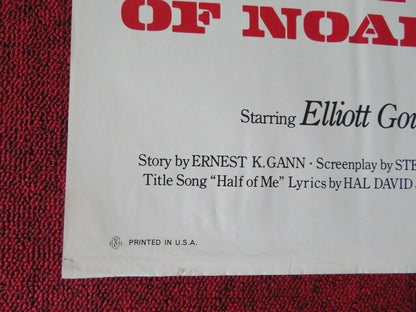 OF NOA
Starring Elliott Gou
Story by ERNEST K. GANN · Screenplay by STE
Title Song "Half of Me" Lyrics by HAL DAVID
PRINTED IN U.S.A.